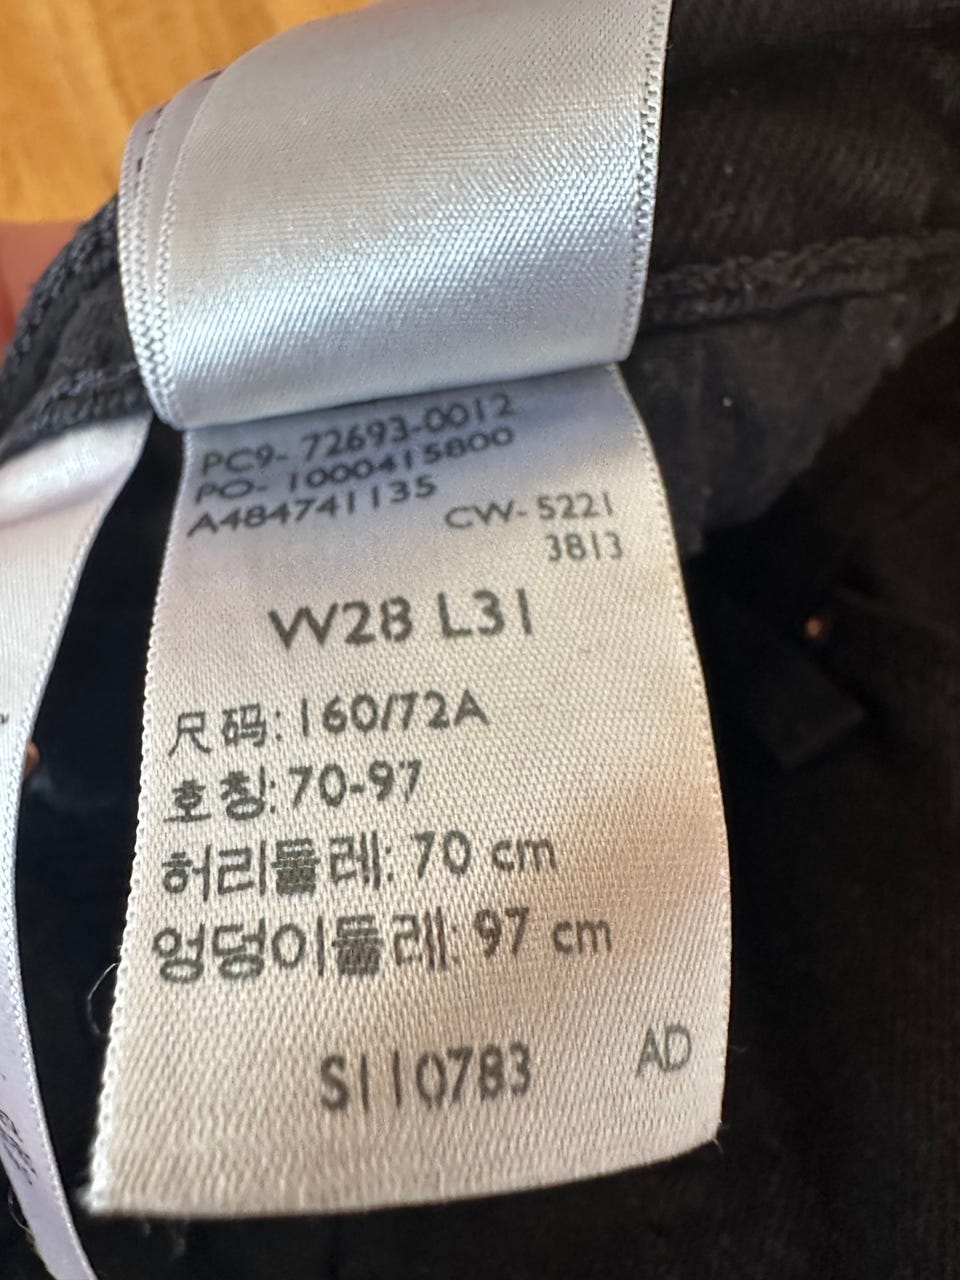 PC9- 72693-0012
PO- 1000415800
A484741135
CW- 5221
3813
W28 L31
尺码: 160/72A
호칭: 70-97
허리둘레: 70 cm
엉덩이둘레: 97 cm
S110783
AD